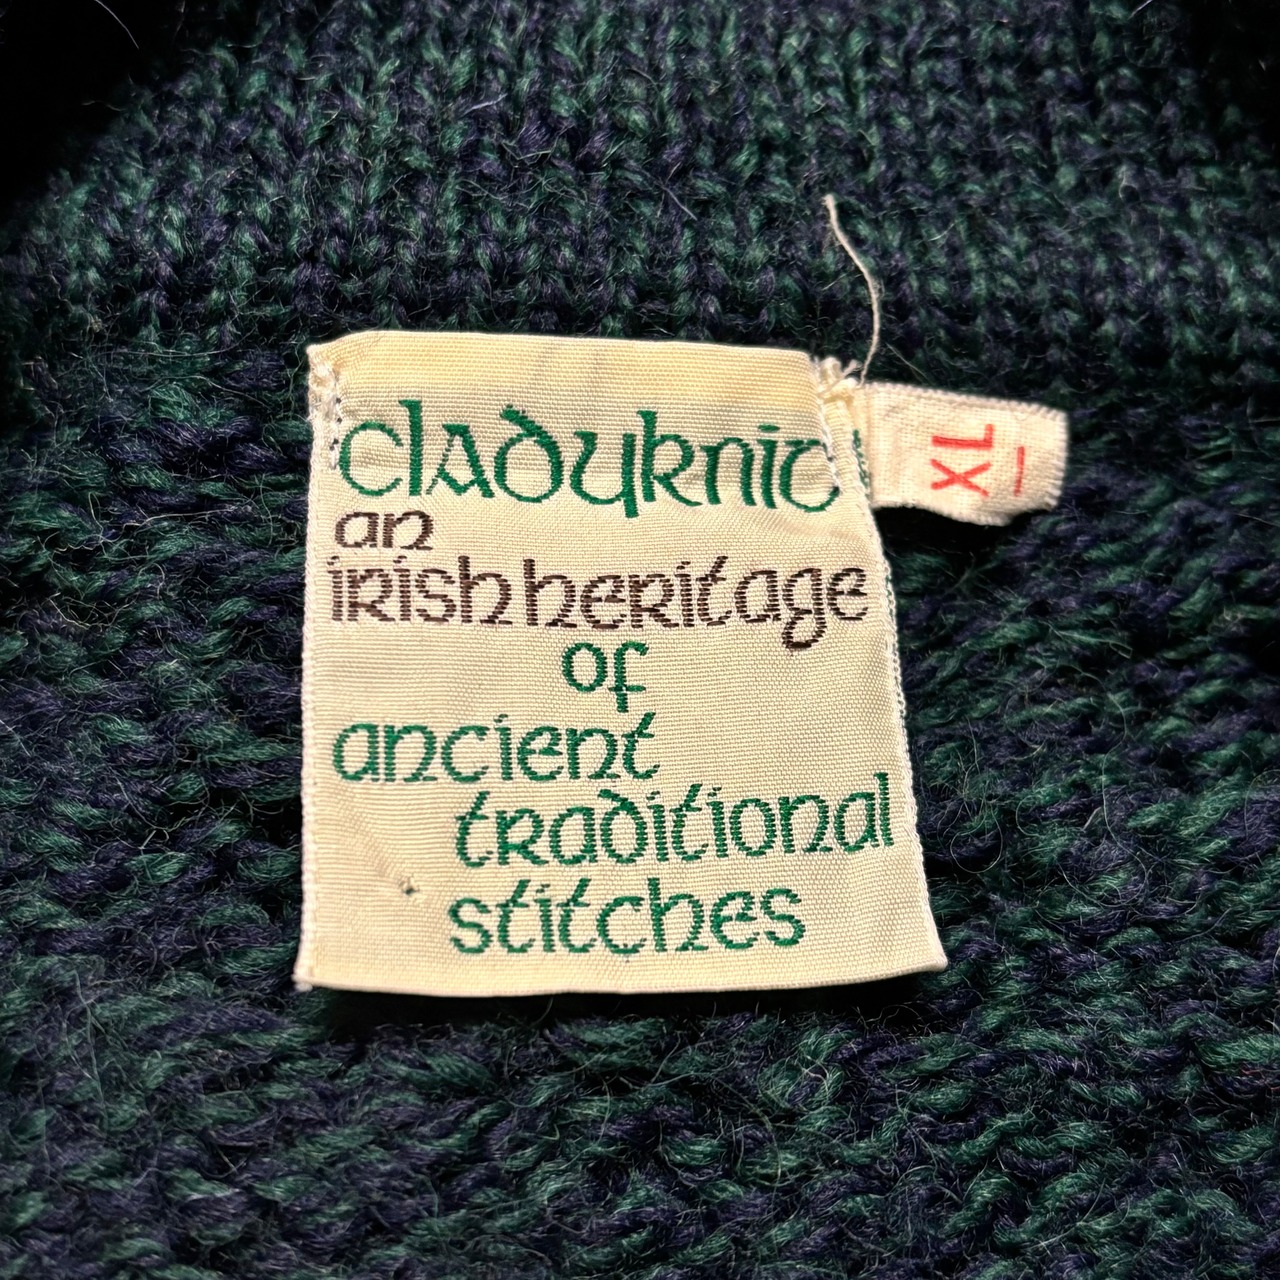 cladyknit
an
irish heritage
of
ancient
traditional
stitches
XL